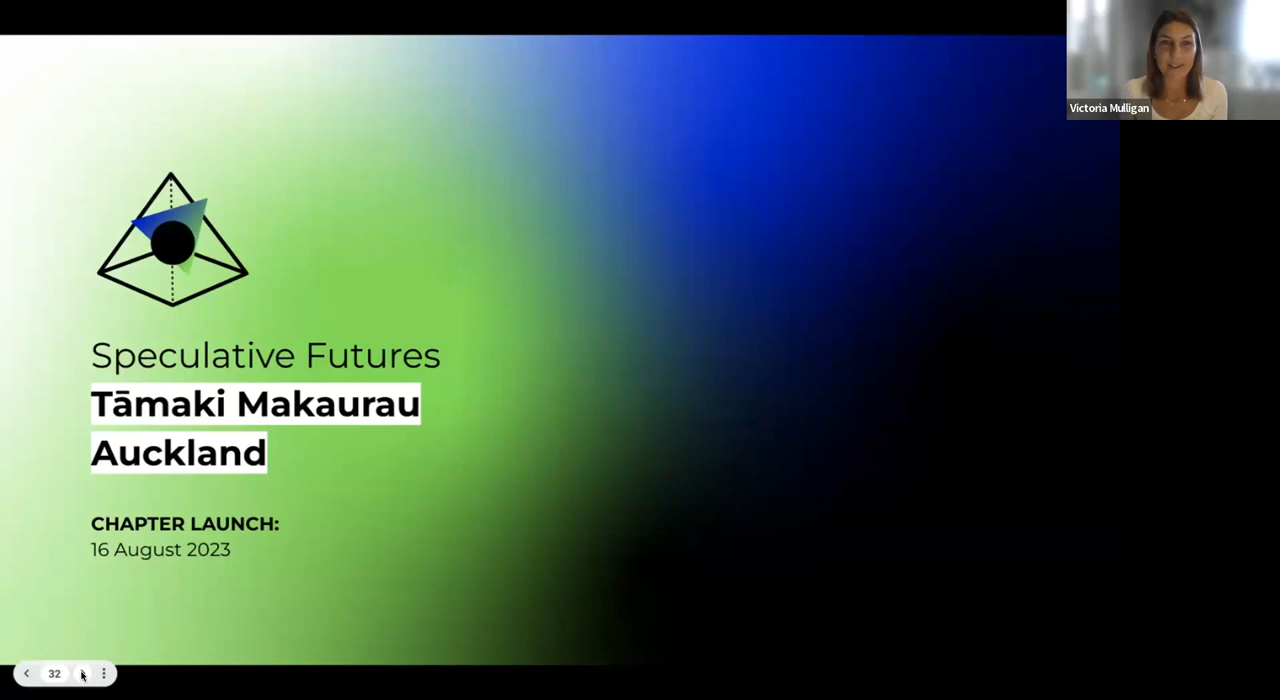 Victoria Mulligan
Speculative Futures
Tāmaki Makaurau
Auckland
CHAPTER LAUNCH:
16 August 2023
32